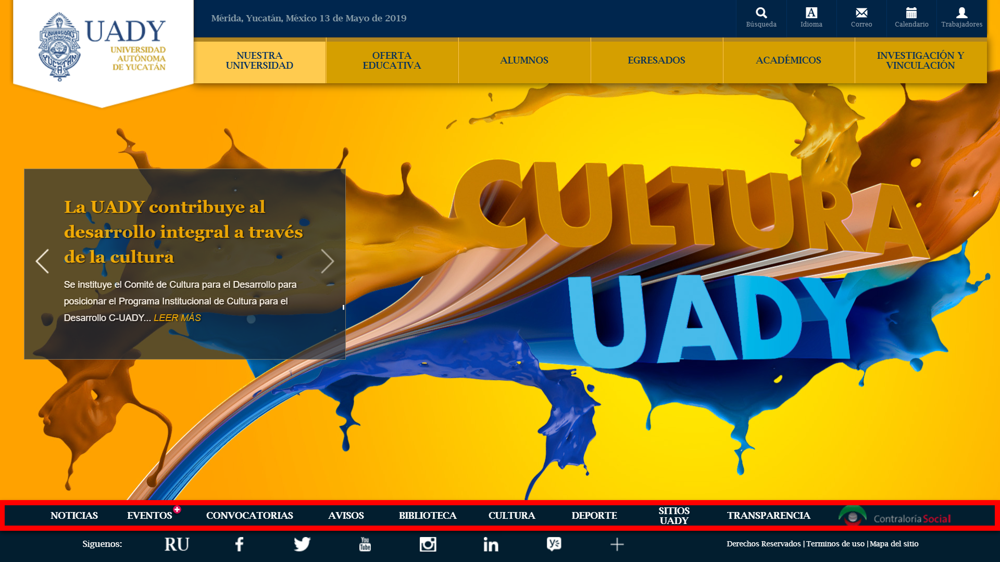 UADY
UNIVERSIDAD
AUTÓNOMA
DE YUCATÁN
Mérida, Yucatán, México 13 de Mayo de 2019
Búsqueda
Idioma
Correo
Calendario
Trabajadores
NUESTRA
UNIVERSIDAD
OFERTA
EDUCATIVA
ALUMNOS
EGRESADOS
ACADÉMICOS
INVESTIGACIÓN Y
VINCULACIÓN
CULTURA
UADY
La UADY contribuye al
desarrollo integral a través
de la cultura
Se instituye el Comité de Cultura para el Desarrollo para
posicionar el Programa Institucional de Cultura para el
Desarrollo C-UADY... LEER MÁS
NOTICIAS
EVENTOS
CONVOCATORIAS
AVISOS
BIBLIOTECA
CULTURA
DEPORTE
SITIOS
UADY
TRANSPARENCIA
Contraloría Social
Siguenos:
RU
You
Tube
Derechos Reservados | Terminos de uso | Mapa del sitio